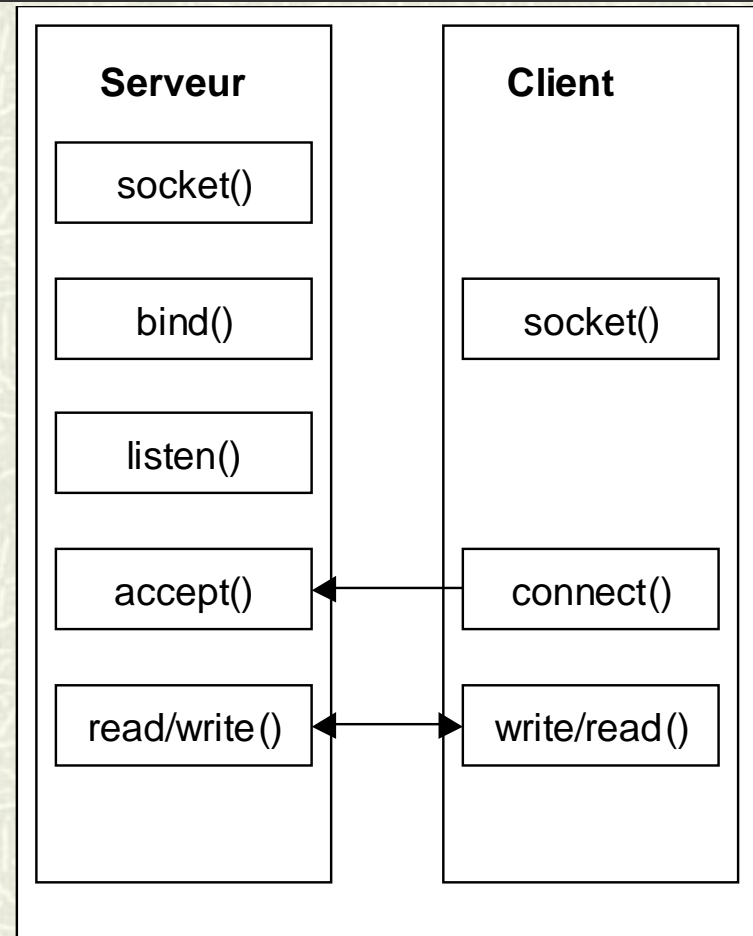 Serveur
Client
socket()
bind()
socket()
listen()
accept()
connect()
read/write()
write/read()